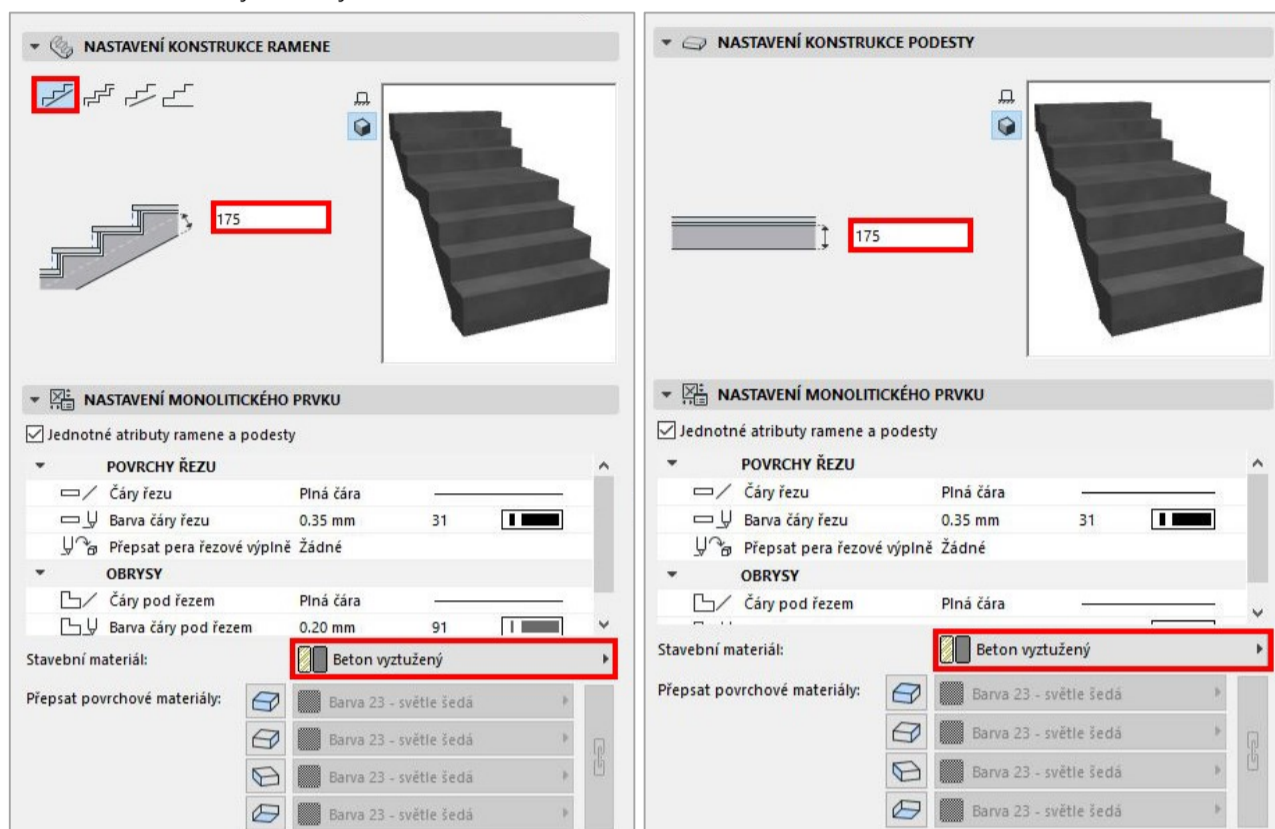 NASTAVENÍ KONSTRUKCE RAMENE
175
NASTAVENÍ MONOLITICKÉHO PRVKU
Jednotné atributy ramene a podesty
POVRCHY ŘEZU
Čáry řezu Plná čára
Barva čáry řezu 0.35 mm 31
Přepsat pera řezové výplně Žádné
OBRYSY
Čáry pod řezem Plná čára
Barva čáry pod řezem 0.20 mm 91
Stavební materiál: Beton vyztužený
Přepsat povrchové materiály: Barva 23 - světle šedá
Barva 23 - světle šedá
Barva 23 - světle šedá
Barva 23 - světle šedá
NASTAVENÍ KONSTRUKCE PODESTY
175
NASTAVENÍ MONOLITICKÉHO PRVKU
Jednotné atributy ramene a podesty
POVRCHY ŘEZU
Čáry řezu Plná čára
Barva čáry řezu 0.35 mm 31
Přepsat pera řezové výplně Žádné
OBRYSY
Čáry pod řezem Plná čára
Stavební materiál: Beton vyztužený
Přepsat povrchové materiály: Barva 23 - světle šedá
Barva 23 - světle šedá
Barva 23 - světle šedá
Barva 23 - světle šedá